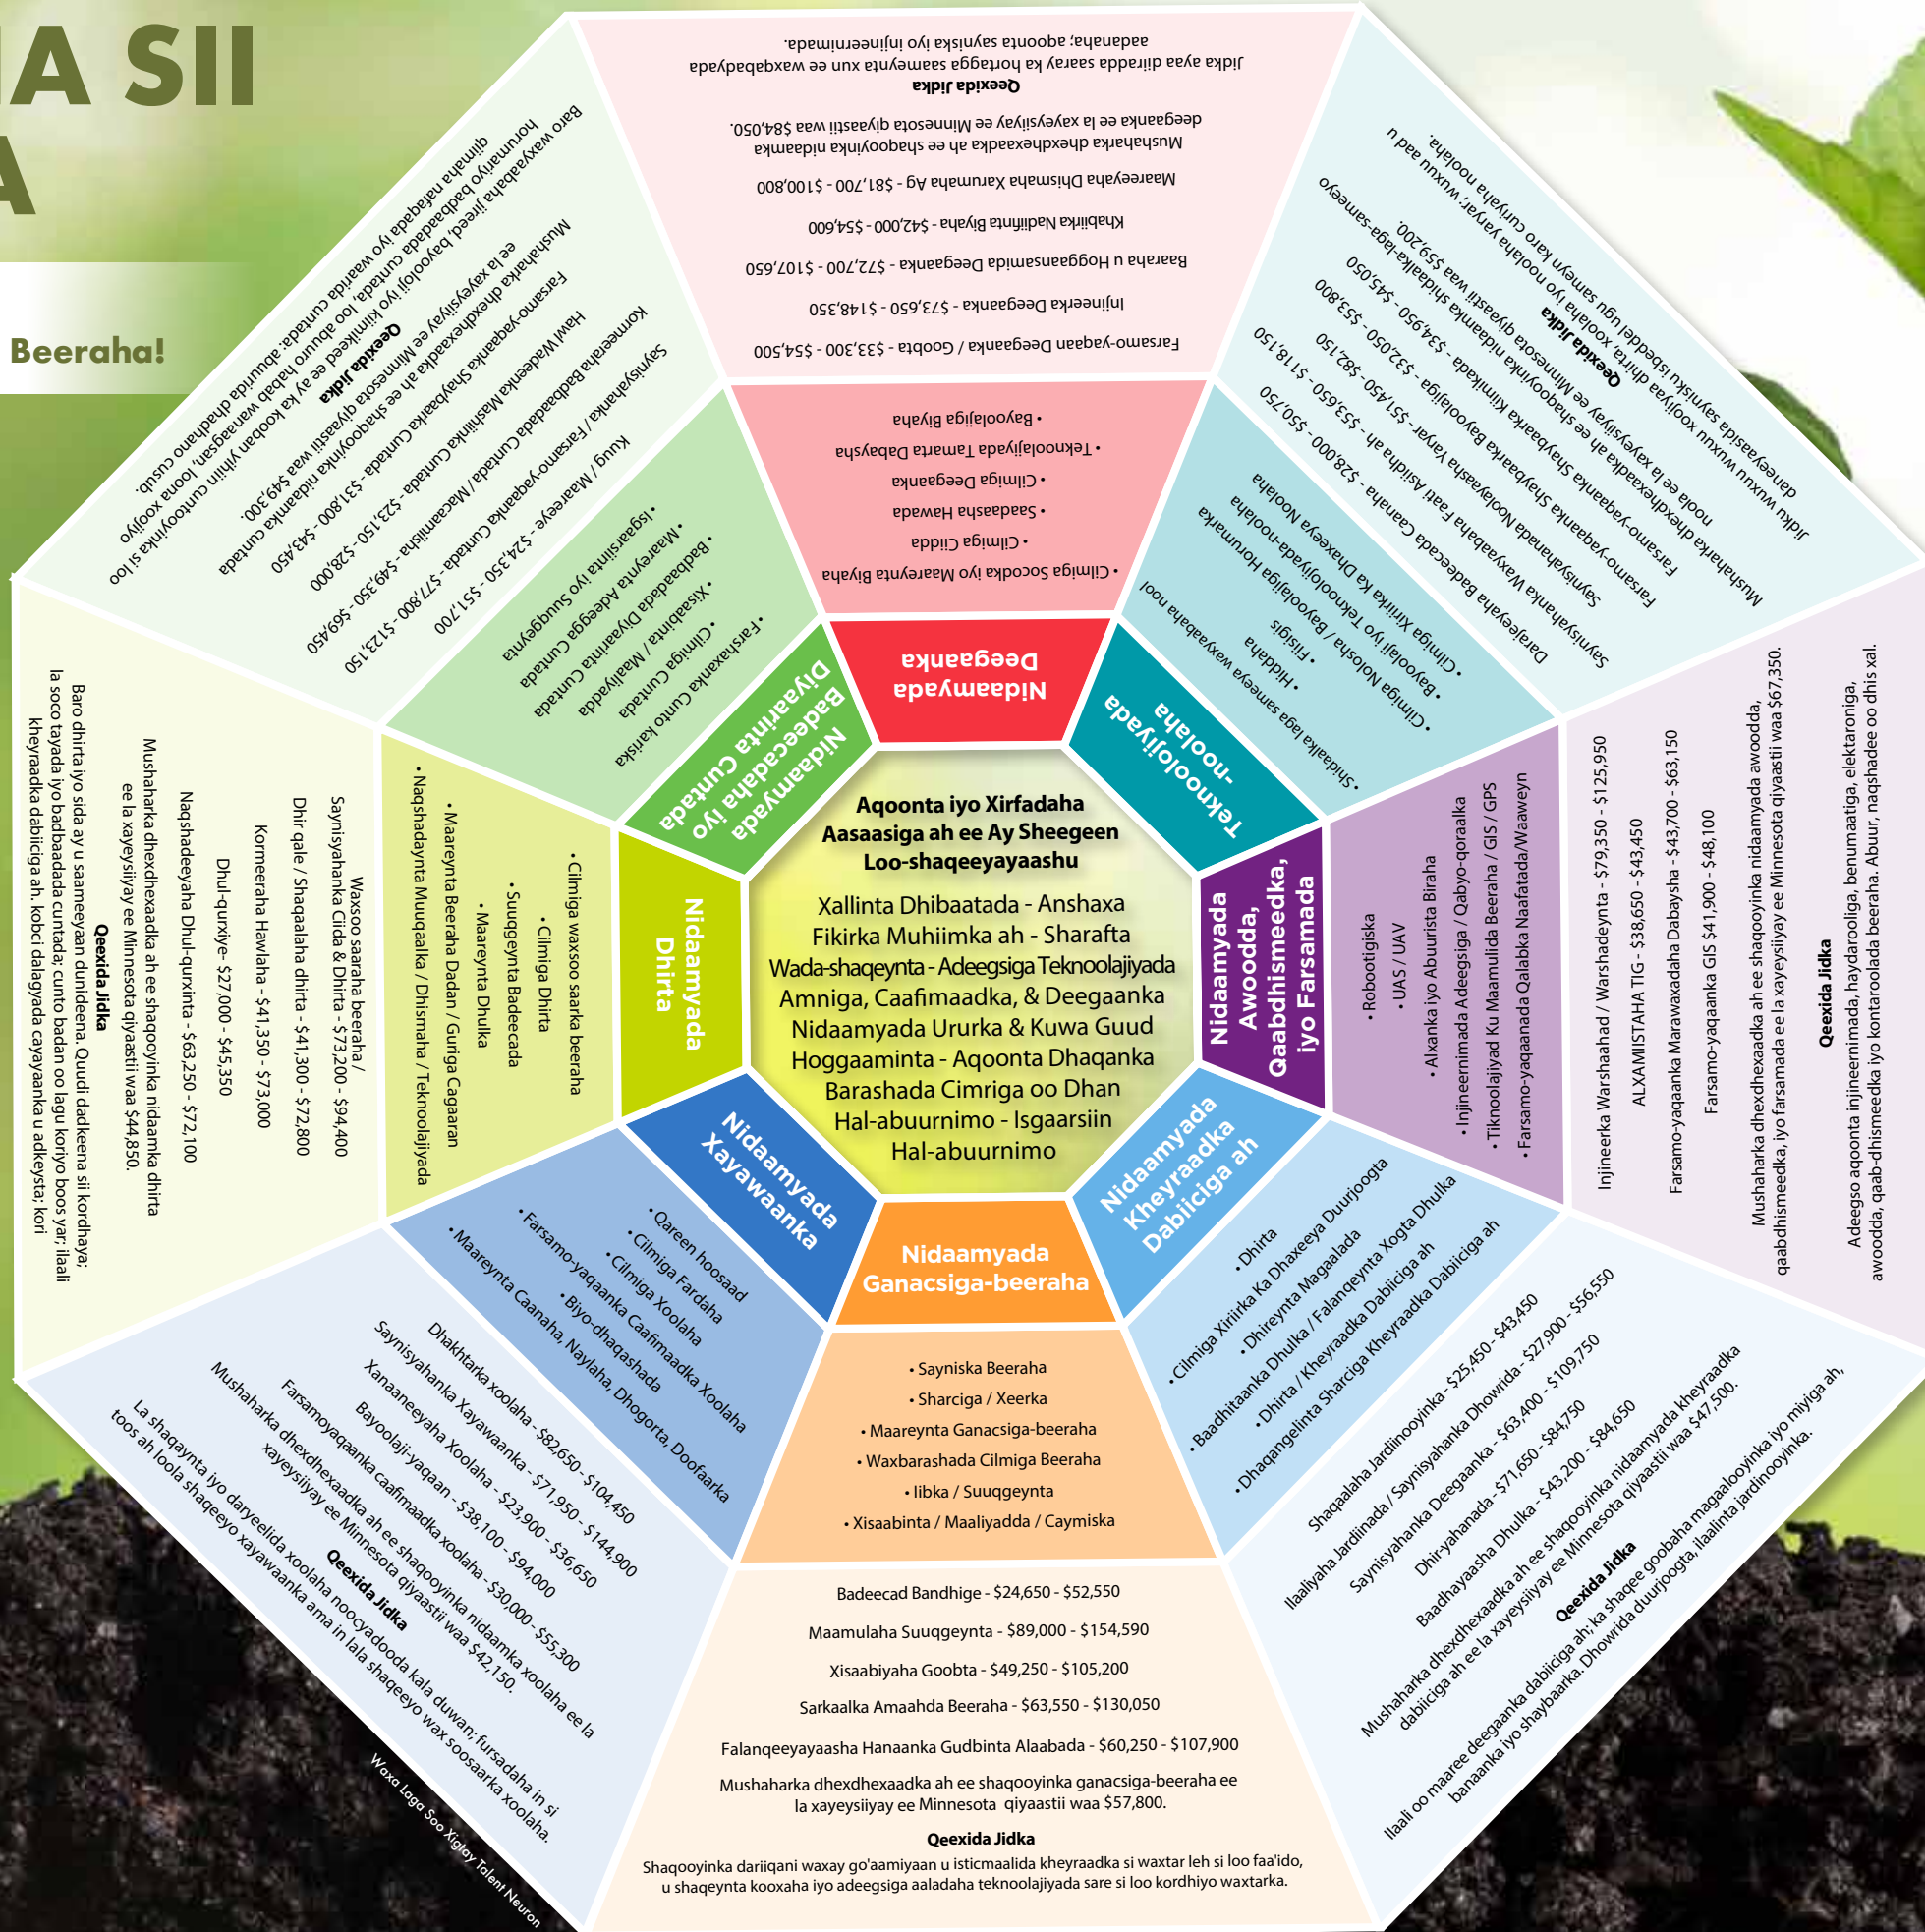 A SII
A
Beeraha!
Aqoonta iyo Xirfadaha
Aasaasiga ah ee Ay Sheegeen
Loo-shaqeeyayaashu
Xallinta Dhibaatada - Anshaxa
Fikirka Muhiimka ah - Sharafta
Wada-shaqeynta - Adeegsiga Teknoolajiyada
Amniga, Caafimaadka, & Deegaanka
Nidaamyada Ururka & Kuwa Guud
Hoggaaminta - Aqoonta Dhaqanka
Barashada Cimriga oo Dhan
Hal-abuurnimo - Isgaarsiin
Hal-abuurnimo
Nidaamyada
Deegaanka
• Cilmiga Socodka iyo Maareynta Biyaha
• Cilmiga Ciidda
• Saadaasha Hawada
• Cilmiga Deegaanka
• Teknoolajiyada Tamarta Dabaysha
• Bayoolajiga Biyaha
Farsamo-yaqaan Deegaanka / Goobta - $33,300 - $54,500
Injineerka Deegaanka - $73,650 - $148,350
Baaraha u Hoggaansamida Deegaanka - $72,700 - $107,650
Khabiirka Nadiifinta Biyaha - $42,000 - $54,600
Maareeyaha Dhismaha Xarumaha Ag - $81,700 - $100,800
Mushaharka dhexdhexaadka ah ee shaqooyinka nidaamka
deegaanka ee la xayeysiiyay ee Minnesota qiyaastii waa $84,050.
Qeexida Jidka
Jidka ayaa diiradda saaray ka hortagga saameynta xun ee waxqabadyada
aadanaha; aqoonta sayniska iyo injineernimada.
Teknoolojiyada
-noolaha
• Shidaalka laga sameeya waxyaabaha nool
• Hiddaha
• Fiisigis
• Cilmiga Nolosha / Bayoolajiga Horumarka
• Bayoolaji iyo Teknoolojiyada-noolaha
• Cilmiga Xiriirka Ka Dhaxeeya Noolaha
Darajeeyaha Badeecada Caanaha - $28,000 - $50,750
Saynisyahanka Waxyaabaha Faati Asiidha ah - $53,650 - $118,150
Saynisyahanada Noolayaasha Yaryar - $51,450 - $82,150
Farsamo-yaqaanka Shaybaarka Bayoolajiga - $32,050 - $53,800
Farsamo-yaqaanka Shaybaarka Kiimikada - $34,950 - $45,050
Mushaharka dhexdhexaadka ah ee shaqooyinka nidaamka shidaalka-laga-sameeyo
noola ee la xayeysiiyay ee Minnesota qiyaastii waa $59,200.
Qeexida Jidka
Jidku wuxuu xoojiyaa dhirta, xoolaha iyo noolaha yaryar; wuxuu aad u
daneeyaa sayniska isbeddel ugu sameyn karo curiyaha noolaha.
Nidaamyada
Awoodda,
Qaabdhismeedka,
iyo Farsamada
• Robootigiska
• UAS / UAV
• Alxanka iyo Abuurista Biraha
• Injineernimada Adeegsiga / Qabyo-qoraalka
• Tiknoolajiyad Ku Maamulida Beeraha / GIS / GPS
• Farsamo-yaqaanada Qalabka Naafatada/Waaweyn
Injineerka Warshaahad / Warshadeynta - $79,350 - $125,950
ALXAMIISTAHA TIG - $38,650 - $43,450
Farsamo-yaqaanka Marawaxadaha Dabaysha - $43,700 - $63,150
Farsamo-yaqaanka GIS $41,900 - $48,100
Musharka dhexdhexaadka ah ee shaqooyinka nidaamyada awoodda,
qaabdhismeedka, iyo farsamada ee la xayeysiiyay ee Minnesota qiyaasti waa $67,350.
Qeexida Jidka
Adeegso aqoonta injineernimada, haydarooliga, benumaatiga, elektaroniga,
awoodda, qaab-dhismeedka iyo kontaroolada beeraha. Abuur, naqshadee oo dhis xal.
Nidaamyada
Kheyraadka
Dabiiciga ah
• Dhirta
• Cilmiga Xiriirka Ka Dhaxeeya Duurjoogta
• Dhireynta Magaalada
• Baadhitaanka Dhulka / Falanqeynta Xogta Dhulka
• Dhirta / Kheyraadka Dabiiciga ah
• Dhaqangelinta Sharciga Kheyraadka Dabiiciga ah
Shaqaalaha Jardiinooyinka - $25,450 - $43,450
Ilaaliyaha Jardiinada / Saynisyahanka Dhowrida - $27,900 - $56,550
Saynisyahanka Deegaanka - $63,400 - $109,750
Dhir-yahanada - $71,650 - $84,750
Baadhayaasha Dhulka - $43,200 - $84,650
Mushaharka dhexdhexaadka ah ee shaqooyinka nidaamyada kheyraadka
dabiiciga ah ee la xayeysiiyay ee Minnesota qiyaastii waa $47,500.
Qeexida Jidka
Ilaali oo maaree deegaanka dabiiciga ah; ka shaqee goobaha magaalooyinka iyo miyiga ah,
banaanka iyo shaybaarka. Dhowrida duurjoogta, ilaalinta jardinooyinka.
Nidaamyada
Ganacsiga-beeraha
• Sayniska Beeraha
• Sharciga / Xeerka
• Maareynta Ganacsiga-beeraha
• Waxbarashada Cilmiga Beeraha
• Iibka / Suuqgeynta
• Xisaabinta / Maaliyadda / Caymiska
Badeecad Bandhige - $24,650 - $52,550
Maamulaha Suuqgeynta - $89,000 - $154,590
Xisaabiyaha Goobta - $49,250 - $105,200
Sarkaalka Amaahda Beeraha - $63,550 - $130,050
Falanqeeyayaasha Hanaanka Gudbinta Alaabada - $60,250 - $107,900
Mushaharka dhexdhexaadka ah ee shaqooyinka ganacsiga-beeraha ee
la xayeysiiyay ee Minnesota qiyaastii waa $57,800.
Qeexida Jidka
Shaqooyinka dariiqani waxay go'aamiyaan u isticmaalida kheyraadka si waxtar leh si loo faa'ido,
u shaqeynta kooxaha iyo adeegsiga aaladaha teknoolajiyada sare si loo kordhiyo waxtarka.
Nidaamyada
Xayawaanka
• Qareen hoosaad
• Cilmiga Fardaha
• Cilmiga Xoolaha
• Farsamo-yaqaanka Caafimaadka Xoolaha
• Biyo-dhaqashada
• Maareynta Caanaha, Naylaha, Dhogorta, Doofaarka
Dhakhtarka xoolaha - $82,650 - $104,450
Saynisyahanka Xayawaanka - $71,950 - $144,900
Xanaaneeyaha Xoolaha - $23,900 - $36,650
Bayoolaji-yaqaan - $38,100 - $94,000
Farsamoyaqaanka caafimaadka xoolaha - $30,000 - $55,300
Mushaharka dhexdhexaadka ah ee shaqooyinka nidaamka xoolaha ee la
xayeysiiyay ee Minnesota qiyaastii waa $42,150.
Qeexida Jidka
La shaqaynta iyo daryeelida xoolaha noocyadooda kala duwan; fursadaha in si
toos ah loola shaqeeyo xayawaanka ama in lala shaqeeyo wax soosaarka xoolaha.
Waxa Laga Soo Xigtay Talent Neuron
Nidaamyada
Dhirta
• Cilmiga waxsoo saarka beeraha
• Cilmiga Dhirta
• Suuqgeynta Badeecada
• Maareynta Dhulka
• Maareynta Beeraha Dadan / Guriga Cagaaran
• Naqshadaynta Muuqaalka / Dhismaha / Teknoolajiyada
Waxsoo saaraha beeraha /
Saynisyahanka Ciida & Dhirta - $73,200 - $94,400
Dhir qale / Shaqaalaha dhirta - $41,300 - $72,800
Kormeeraha Hawlaha - $41,350 - $73,000
Dhul-qurxiye- $27,000 - $45,350
Naqshadeeyaha Dhul-qurxinta - $63,250 - $72,100
Musharka dhexdhexaadka ah ee shaqooyinka nidaamka dhirta
ee la xayeysiiyay ee Minnesota qiyaastii waa $44,850.
Qeexida Jidka
Baro dhirta iyo sida ay u saameeyaan dunideena. Quudi dadkeena sii kordhaya;
la soco tayada iyo badbaadada cuntada; cunto badan oo lagu koriyo boos yar; ilaali
kheyraadka dabiiciga ah. kobci dalagyada cayayaanka u adkeysta; kori
Nidaamyada
Badeecadaha iyo
Diyaarinta Cuntada
• Farshaxanka Cunto kariska
• Cilmiga Cuntada
• Xisaabinta / Maaliyadda
• Badbaadada Diyaarinta Cuntada
• Maareynta Adeegga Cuntada
• Isgaarsiinta iyo Suuqgeynta
Kuug / Maareeye - $24,350 - $51,700
Saynisyahanka / Farsamo-yaqaanka Cuntada - $77,800 - $123,150
Kormeeraha Badbaadada Cuntada / Macaamiisha - $49,350 - $69,450
Hawl Wadeenka Mashiinka Cuntada - $23,150 - $28,000
Farsamo-yaqaanka Shaybaarka Cuntada - $31,800 - $43,450
Musharka dhexdhexaadka ah ee shaqooyinka nidaamka cuntada
ee la xayeysiiyay ee Minnesota qiyaastii waa $49,300.
Qeexida Jidka
Baro waxyaabaha jireed, bayooloji iyo kimikeed ee ay ka kooban yihiin cuntooyinka si loo
horumariyo badbaadada cuntada, loo aburo habab wanaagsan, loona xoojiyo
qiimaha nafaqada iyo waarida cuntada: abuurida dhadhano cusub.